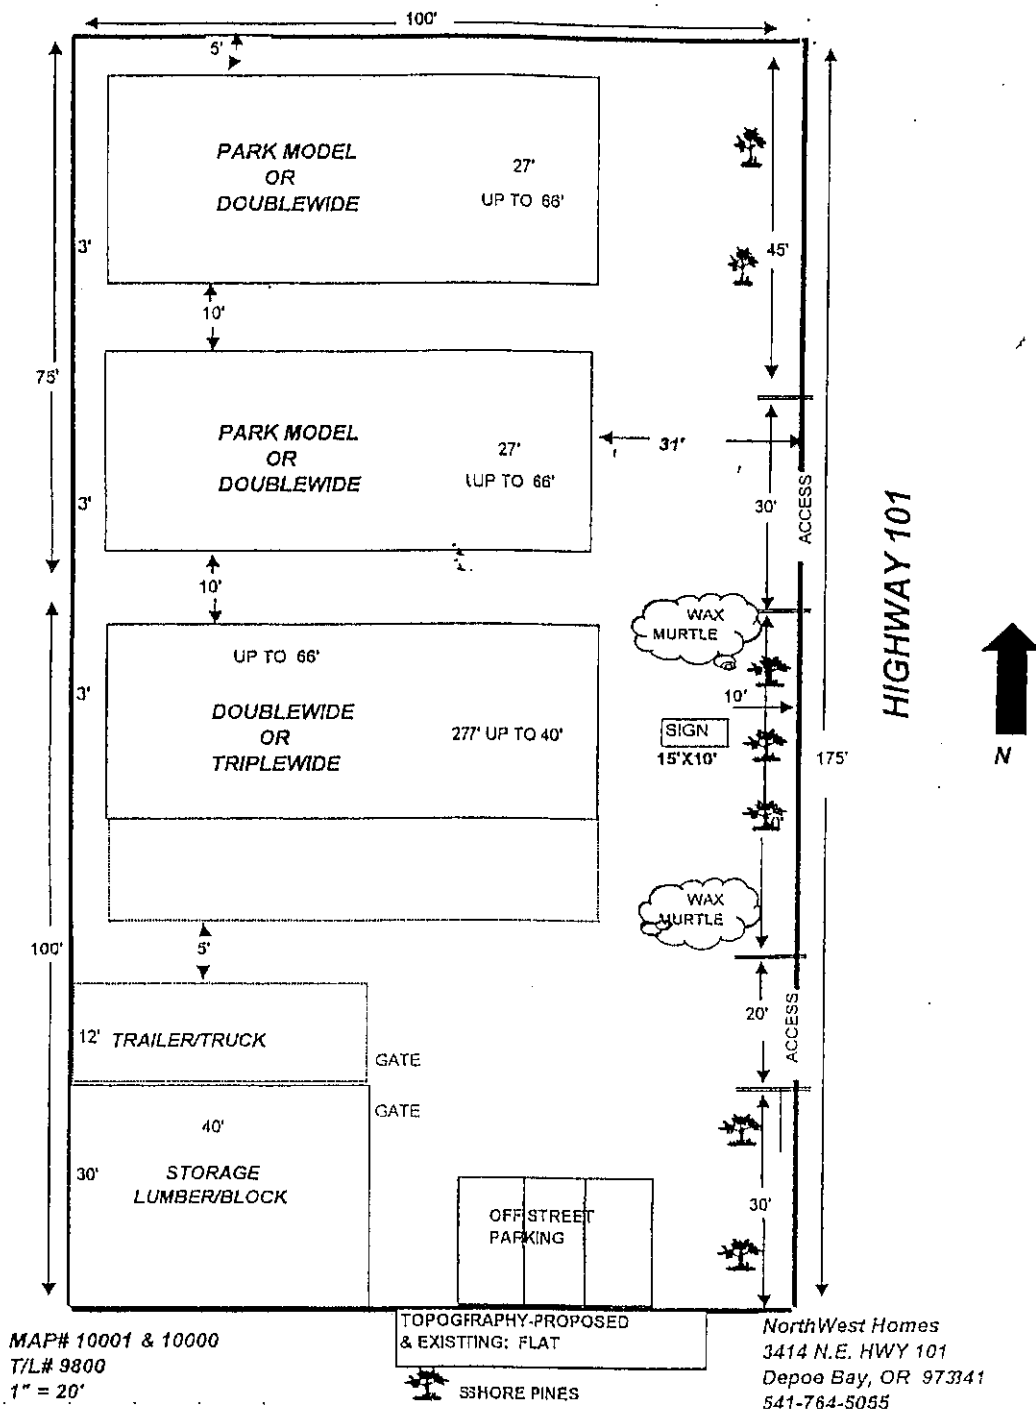 100'
5'
PARK MODEL
OR
DOUBLEWIDE
27'
UP TO 66'
3'
45'
10'
75'
PARK MODEL
OR
DOUBLEWIDE
27'
UP TO 66'
31'
3'
30'
ACCESS
HIGHWAY 101
10'
WAX
MURTLE
UP TO 66'
3'
DOUBLEWIDE
OR
TRIPLEWIDE
277' UP TO 40'
10'
SIGN
15'X10'
175'
N
WAX
MURTLE
100'
5'
20'
ACCESS
12'
TRAILER/TRUCK
GATE
GATE
40'
30'
STORAGE
LUMBER/BLOCK
OFF STREET
PARKING
30'
MAP# 10001 & 10000
T/L# 9800
1" = 20'
TOPOGRAPHY-PROPOSED
& EXISTTING: FLAT
SSHORE PINES
NorthWest Homes
3414 N.E. HWY 101
Depoe Bay, OR 973341
541-764-5055